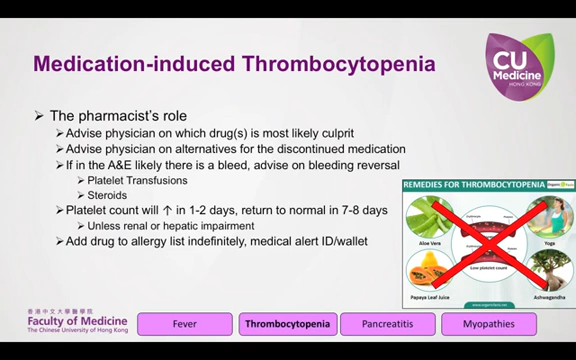 CU
Medicine
HONG KONG
Medication-induced Thrombocytopenia
The pharmacist's role
Advise physician on which drug(s) is most likely culprit
Advise physician on alternatives for the discontinued medication
If in the A&E likely there is a bleed, advise on bleeding reversal
Platelet Transfusions
Steroids
Platelet count will ↑ in 1-2 days, return to normal in 7-8 days
Unless renal or hepatic impairment
Add drug to allergy list indefinitely, medical alert ID/wallet
REMEDIES FOR THROMBOCYTOPENIA
Aloe Vera
Yoga
Low platelet count
Papaya Leaf Juice
Ashwagandha
香港中文大學醫學院
Faculty of Medicine
The Chinese University of Hong Kong
Fever
Thrombocytopenia
Pancreatitis
Myopathies